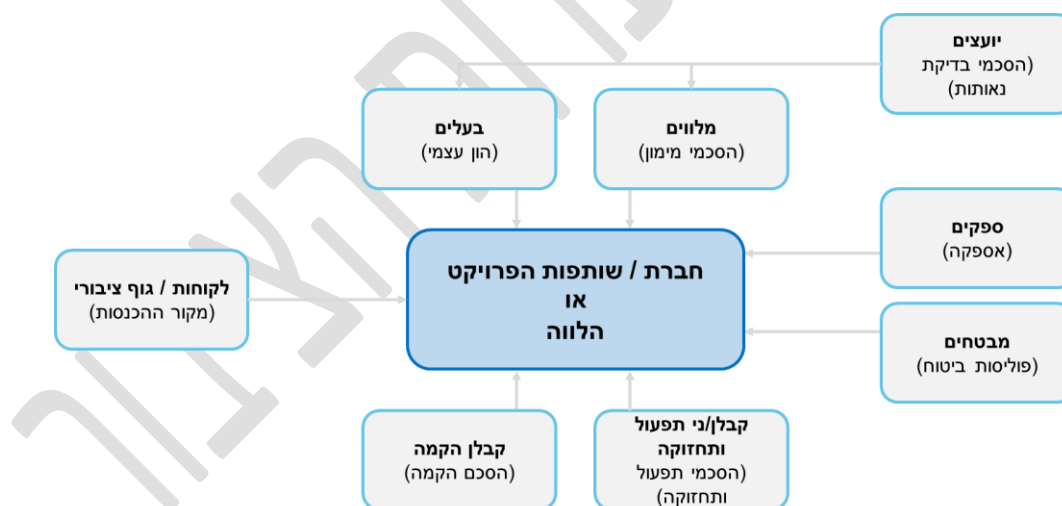 יועצים
(הסכמי בדיקת
נאותות)
בעלים
(הון עצמי)
מלווים
(הסכמי מימון)
ספקים
(אספקה)
חברת / שותפות הפרויקט
או
הלווה
לקוחות / גוף ציבורי
(מקור ההכנסות)
מבטחים
(פוליסות ביטוח)
קבלן הקמה
(הסכם הקמה)
קבלן/ני תפעול
ותחזוקה
(הסכמי תפעול
ותחזוקה)